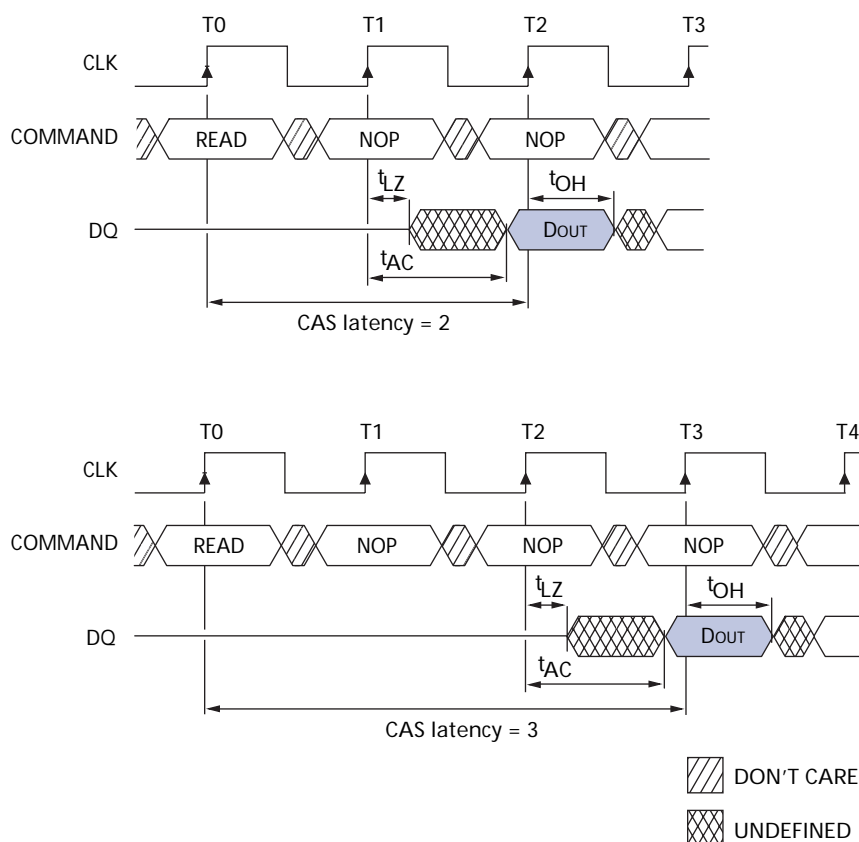 T0 T1 T2 T3
CLK
COMMAND READ NOP NOP
tLZ tOH
DQ DOUT
tAC
CAS latency = 2
T0 T1 T2 T3 T4
CLK
COMMAND READ NOP NOP NOP
tLZ tOH
DQ DOUT
tAC
CAS latency = 3
DON'T CARE
UNDEFINED